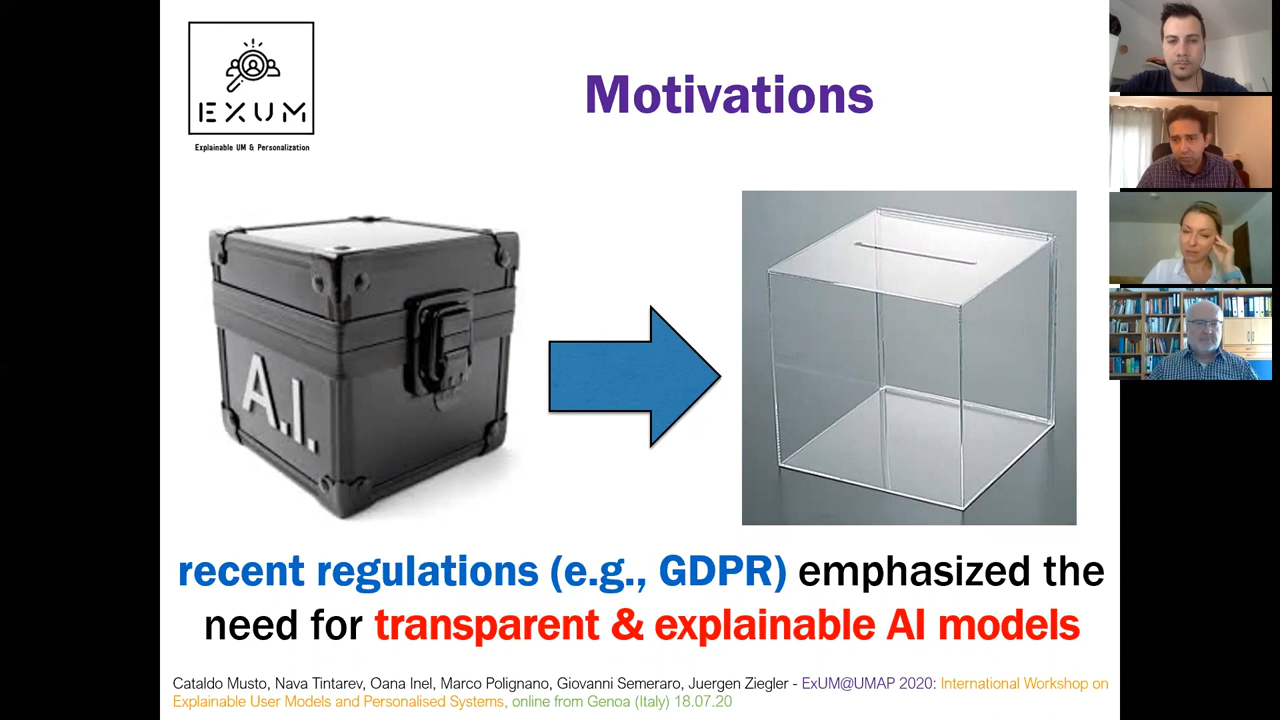 EXUM
Explainable UM & Personalization
Motivations
A.I.
recent regulations (e.g., GDPR) emphasized the
need for transparent & explainable AI models
Cataldo Musto, Nava Tintarev, Oana Inel, Marco Polignano, Giovanni Semeraro, Juergen Ziegler - ExUM@UMAP 2020: International Workshop on
Explainable User Models and Personalised Systems, online from Genoa (Italy) 18.07.20